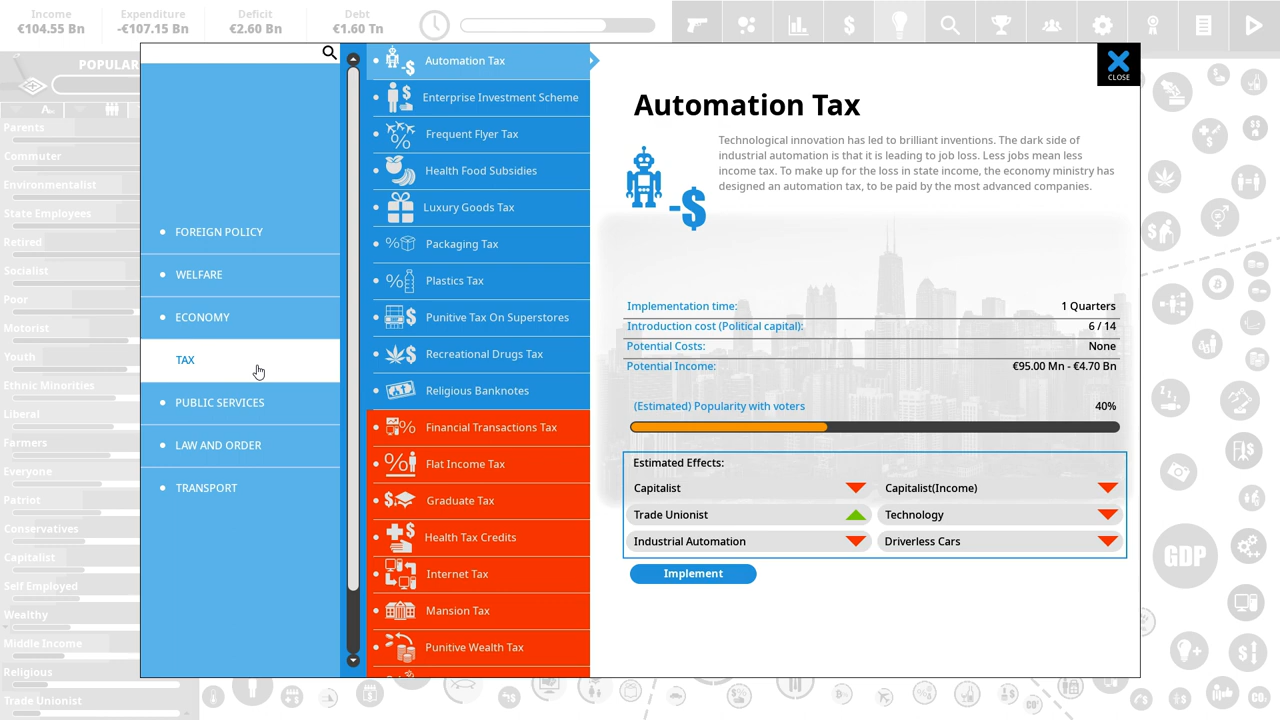 Income
Expenditure
Deficit
Debt
€104.55 Bn
-€107.15 Bn
€2.60 Bn
€1.60 Tn
POPULAR
Parents
Commuter
Environmentalist
State Employees
Retired
Socialist
Poor
Motorist
Youth
Ethnic Minorities
Liberal
Farmers
Everyone
Patriot
Conservatives
Capitalist
Self Employed
Wealthy
Middle Income
Religious
Trade Unionist
FOREIGN POLICY
WELFARE
ECONOMY
TAX
PUBLIC SERVICES
LAW AND ORDER
TRANSPORT
Automation Tax
Enterprise Investment Scheme
Frequent Flyer Tax
Health Food Subsidies
Luxury Goods Tax
Packaging Tax
Plastics Tax
Punitive Tax On Superstores
Recreational Drugs Tax
Religious Banknotes
Financial Transactions Tax
Flat Income Tax
Graduate Tax
Health Tax Credits
Internet Tax
Mansion Tax
Punitive Wealth Tax
CLOSE
Automation Tax
Technological innovation has led to brilliant inventions. The dark side of
industrial automation is that it is leading to job loss. Less jobs mean less
income tax. To make up for the loss in state income, the economy ministry has
designed an automation tax, to be paid by the most advanced companies.
Implementation time: 1 Quarters
Introduction cost (Political capital): 6 / 14
Potential Costs: None
Potential Income: €95.00 Mn - €4.70 Bn
(Estimated) Popularity with voters 40%
Estimated Effects:
Capitalist
Capitalist(Income)
Trade Unionist
Technology
Industrial Automation
Driverless Cars
Implement
GDP